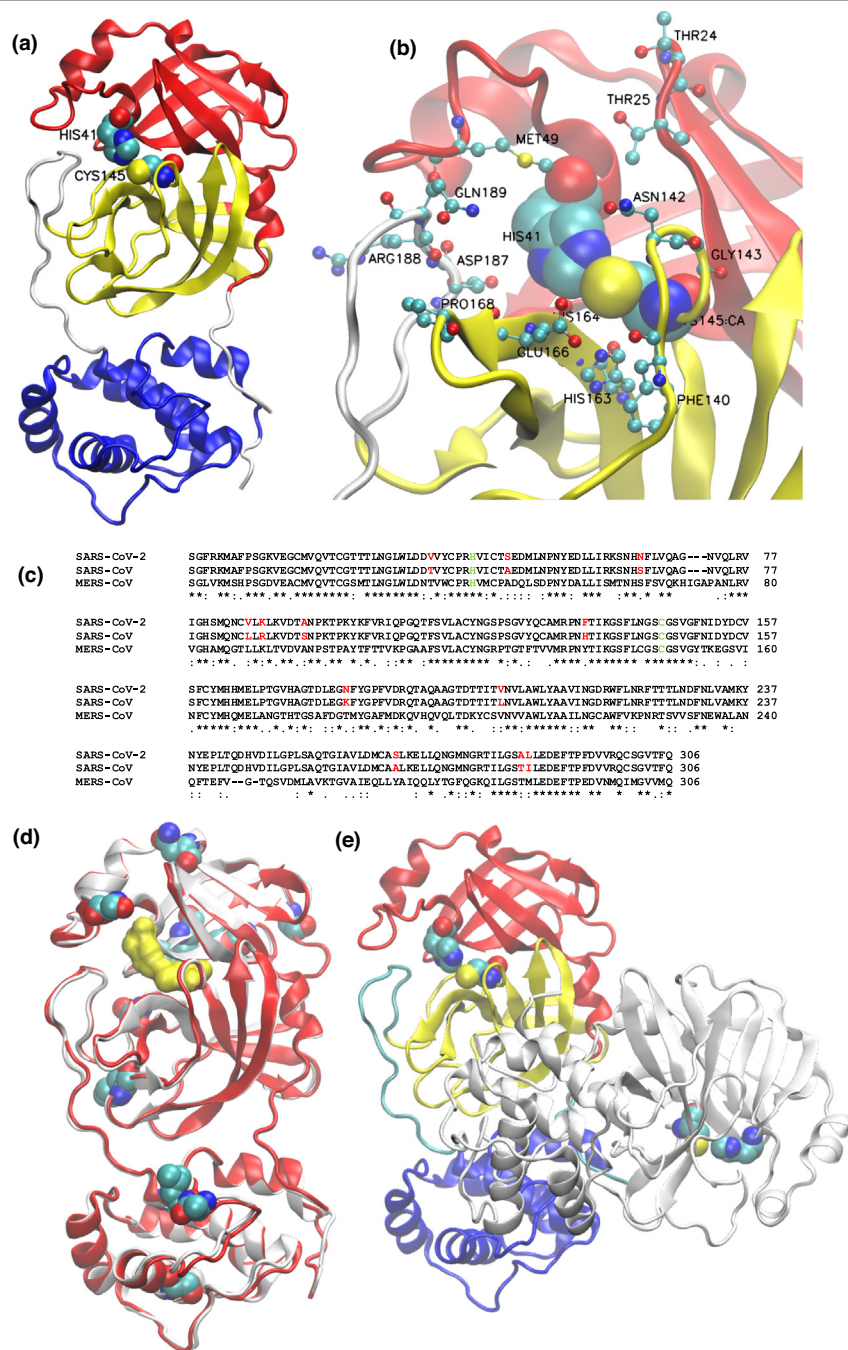 (a)
HIS41
CYS145
(b)
THR24
THR25
MET49
ASN142
GLN189
HIS41
GLY143
ARG188
ASP187
PRO168
GLU166
HIS163
PHE140
(c)
SARS-CoV-2 SGFRKMAFPSGKVEGCMVQVTCGTTTLNGLWLDDVVYCPRHVICTSEDMLNPNYEDLLIRKSNHNFLVQAG---NVQLRV 77
SARS-CoV SGFRKMAFPSGKVEGCMVQVTCGTTTLNGLWLDDTVYCPRHVICTAEDMLNPNYEDLLIRKSNHSFLVQAG---NVQLRV 77
MERS-CoV SGLVKMSHPSGDVEACMVQVTCGSMTLNGLWLDNTVWCPRHVMCPADQLSDPNYDALLISMTNHSFSVQKHIGAPANLRV 80
SARS-CoV-2 IGHSMQNCVLKLKVDTANPKTPKYKFVRIQPGQTFSVLACYNGSPSGVYQCAMRPNFTIKGSFLNGSCGSVGFNIDYDCV 157
SARS-CoV IGHSMQNCLLRLKVDTSNPKTPKYKFVRIQPGQTFSVLACYNGSPSGVYQCAMRPNHTIKGSFLNGSCGSVGFNIDYDCV 157
MERS-CoV VGHAMQGTLLKLTVDVANPSTPAYTFTTVKPGAAFSVLACYNGRPTGTFTVVMRPNYTIKGSFLCGSCGSVGYTKEGSVI 160
SARS-CoV-2 SFCYMHHMELPTGVHAGTDLEGNFYGPFVDRQTAQAAGTDTTITVNVLAWLYAAVINGDRWFLNRFTTTLNDFNLVAMKY 237
SARS-CoV SFCYMHHMELPTGVHAGTDLEGKFYGPFVDRQTAQAAGTDTTITLNVLAWLYAAVINGDRWFLNRFTTTLNDFNLVAMKY 237
MERS-CoV NFCYMHQMELANGTHTGSAFDGTMYGAFMDKQVHQVQLTDKYCSVNVVAWLYAAILNGCAWFVKPNRTSVVSFNEWALAN 240
SARS-CoV-2 NYEPLTQDHVDILGPLSAQTGIAVLDMCASLKELLQNGMNGRTILGSALLEDEFTPFDVVRQCSGVTFQ 306
SARS-CoV NYEPLTQDHVDILGPLSAQTGIAVLDMCAALKELLQNGMNGRTILGSTILEDEFTPFDVVRQCSGVTFQ 306
MERS-CoV QFTEFV--G-TQSVDMLAVKTGVAIEQLLYAIQQLYTGFQGKQILGSTMLEDEFTPEDVNMQIMGVVMQ 306
(d)
(e)